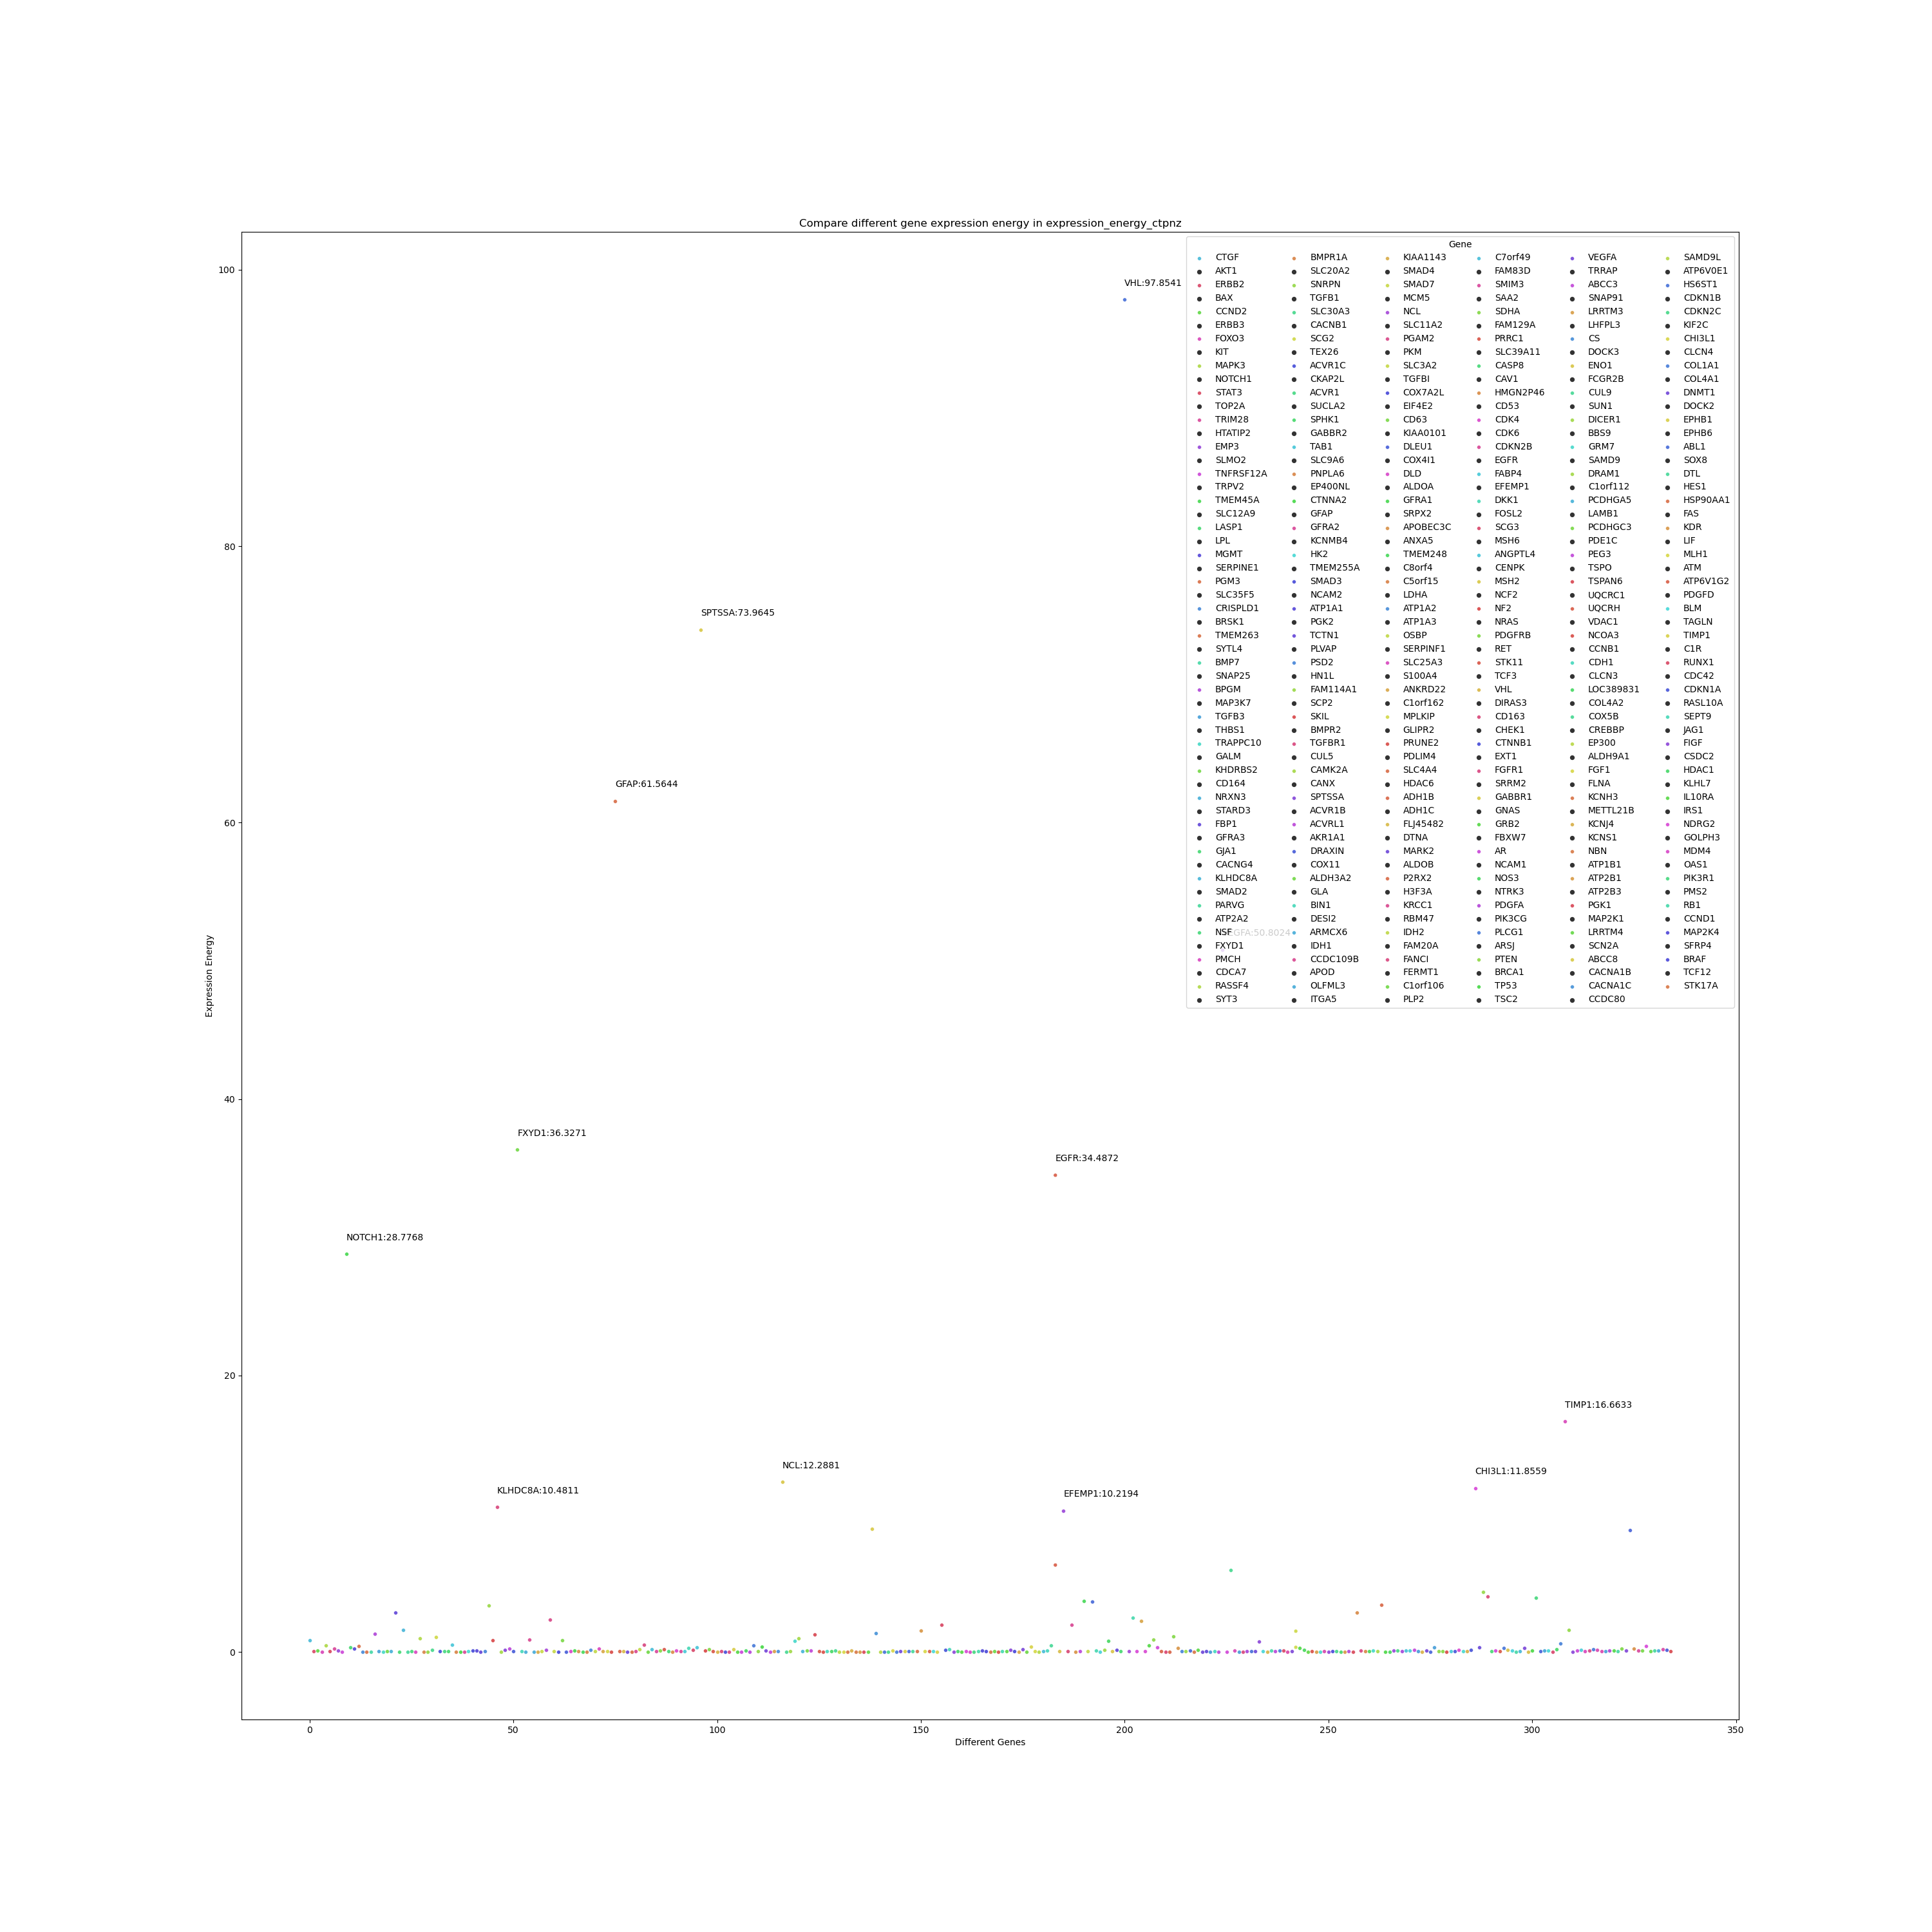 Compare different gene expression energy in expression_energy_ctpnz
Gene
CTGF BMPR1A KIAA1143 C7orf49 VEGFA SAMD9L
AKT1 SLC20A2 SMAD4 FAM83D TRRAP ATP6V0E1
ERBB2 SNRPN SMAD7 SMIM3 ABCC3 HS6ST1
BAX TGFB1 MCM5 SAA2 SNAP91 CDKN1B
CCND2 SLC30A3 NCL SDHA LRRTM3 CDKN2C
ERBB3 CACNB1 SLC11A2 FAM129A LHFPL3 KIF2C
FOXO3 SCG2 PGAM2 PRRC1 CS CHI3L1
KIT TEX26 PKM SLC39A11 DOCK3 CLCN4
MAPK3 ACVR1C SLC3A2 CASP8 ENO1 COL1A1
NOTCH1 CKAP2L TGFBI CAV1 FCGR2B COL4A1
STAT3 ACVR1 COX7A2L HMGN2P46 CUL9 DNMT1
TOP2A SUCLA2 EIF4E2 CD53 SUN1 DOCK2
TRIM28 SPHK1 CD63 CDK4 DICER1 EPHB1
HTATIP2 GABBR2 KIAA0101 CDK6 BBS9 EPHB6
EMP3 TAB1 DLEU1 CDKN2B GRM7 ABL1
SLMO2 SLC9A6 COX4I1 EGFR SAMD9 SOX8
TNFRSF12A PNPLA6 DLD FABP4 DRAM1 DTL
TRPV2 EP400NL ALDOA EFEMP1 C1orf112 HES1
TMEM45A CTNNA2 GFRA1 DKK1 PCDHGA5 HSP90AA1
SLC12A9 GFAP SRPX2 FOSL2 LAMB1 FAS
LASP1 GFRA2 APOBEC3C SCG3 PCDHGC3 KDR
LPL KCNMB4 ANXA5 MSH6 PDE1C LIF
MGMT HK2 TMEM248 ANGPTL4 PEG3 MLH1
SERPINE1 TMEM255A C8orf4 CENPK TSPO ATM
PGM3 SMAD3 C5orf15 MSH2 TSPAN6 ATP6V1G2
SLC35F5 NCAM2 LDHA NCF2 UQCRC1 PDGFD
CRISPLD1 ATP1A1 ATP1A2 NF2 UQCRH BLM
BRSK1 PGK2 ATP1A3 NRAS VDAC1 TAGLN
TMEM263 TCTN1 OSBP PDGFRB NCOA3 TIMP1
SYTL4 PLVAP SERPINF1 RET CCNB1 C1R
BMP7 PSD2 SLC25A3 STK11 CDH1 RUNX1
SNAP25 HN1L S100A4 TCF3 CLCN3 CDC42
BPGM FAM114A1 ANKRD22 VHL LOC389831 CDKN1A
MAP3K7 SCP2 C1orf162 DIRAS3 COL4A2 RASL10A
TGFB3 SKIL MPLKIP CD163 COX5B SEPT9
THBS1 BMPR2 GLIPR2 CHEK1 CREBBP JAG1
TRAPPC10 TGFBR1 PRUNE2 CTNNB1 EP300 FIGF
GALM CUL5 PDLIM4 EXT1 ALDH9A1 CSDC2
KHDRBS2 CAMK2A SLC4A4 FGFR1 FGF1 HDAC1
CD164 CANX HDAC6 SRRM2 FLNA KLHL7
NRXN3 SPTSSA ADH1B GABBR1 KCNH3 IL10RA
STARD3 ACVR1B ADH1C GNAS METTL21B IRS1
FBP1 ACVRL1 FLJ45482 GRB2 KCNJ4 NDRG2
GFRA3 AKR1A1 DTNA FBXW7 KCNS1 GOLPH3
GJA1 DRAXIN MARK2 AR NBN MDM4
CACNG4 COX11 ALDOB NCAM1 ATP1B1 OAS1
KLHDC8A ALDH3A2 P2RX2 NOS3 ATP2B1 PIK3R1
SMAD2 GLA H3F3A NTRK3 ATP2B3 PMS2
PARVG BIN1 KRCC1 PDGFA PGK1 RB1
ATP2A2 DESI2 RBM47 PIK3CG MAP2K1 CCND1
NSF ARMCX6 IDH2 PLCG1 LRRTM4 MAP2K4
FXYD1 IDH1 FAM20A ARSJ SCN2A SFRP4
PMCH CCDC109B FANCI PTEN ABCC8 BRAF
CDCA7 APOD FERMT1 BRCA1 CACNA1B TCF12
RASSF4 OLFML3 C1orf106 TP53 CACNA1C STK17A
SYT3 ITGA5 PLP2 TSC2 CCDC80
VHL:97.8541
SPTSSA:73.9645
GFAP:61.5644
FXYD1:36.3271
EGFR:34.4872
NOTCH1:28.7768
TIMP1:16.6633
NCL:12.2881
CHI3L1:11.8559
KLHDC8A:10.4811
EFEMP1:10.2194
100
80
60
40
20
0
Expression Energy
0 50 100 150 200 250 300 350
Different Genes